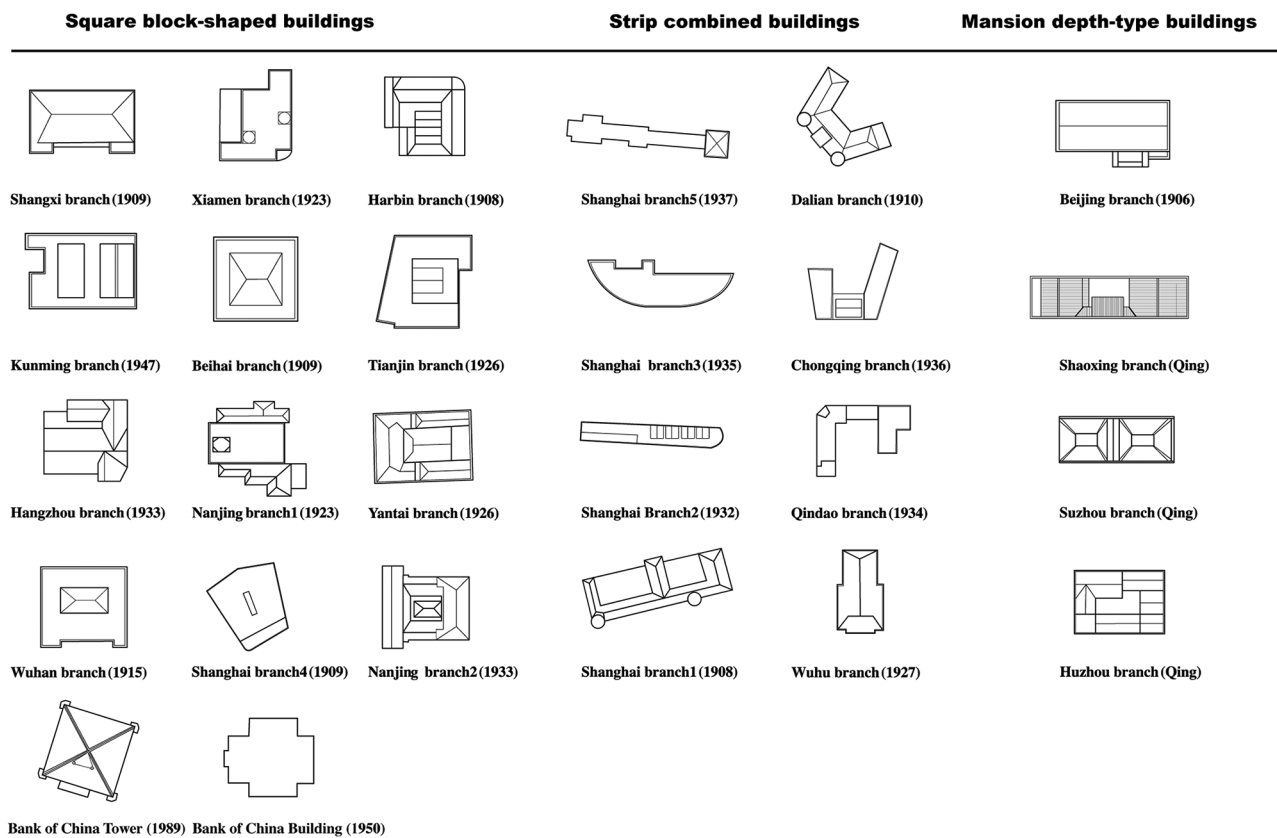 Square block-shaped buildings Strip combined buildings Mansion depth-type buildings
Shangxi branch(1909) Xiamen branch(1923) Harbin branch(1908) Shanghai branch5(1937) Dalian branch(1910) Beijing branch(1906)
Kunming branch(1947) Beihai branch(1909) Tianjin branch(1926) Shanghai branch3(1935) Chongqing branch(1936) Shaoxing branch(Qing)
Hangzhou branch(1933) Nanjing branch1(1923) Yantai branch(1926) Shanghai Branch2(1932) Qindao branch(1934) Suzhou branch(Qing)
Wuhan branch(1915) Shanghai branch4(1909) Nanjing branch2(1933) Shanghai branch1(1908) Wuhu branch(1927) Huzhou branch(Qing)
Bank of China Tower (1989) Bank of China Building (1950)